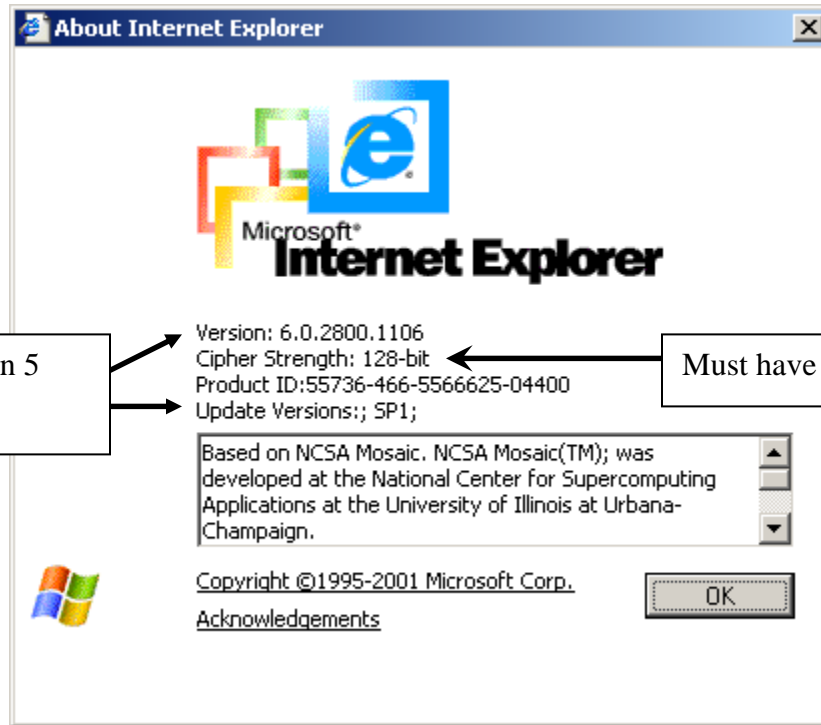 About Internet Explorer
Microsoft®
Internet Explorer
Version: 6.0.2800.1106
Cipher Strength: 128-bit
Product ID:55736-466-5566625-04400
Update Versions:; SP1;
n 5
Must have
Based on NCSA Mosaic. NCSA Mosaic(TM); was
developed at the National Center for Supercomputing
Applications at the University of Illinois at Urbana-
Champaign.
Copyright ©1995-2001 Microsoft Corp.
Acknowledgements
OK